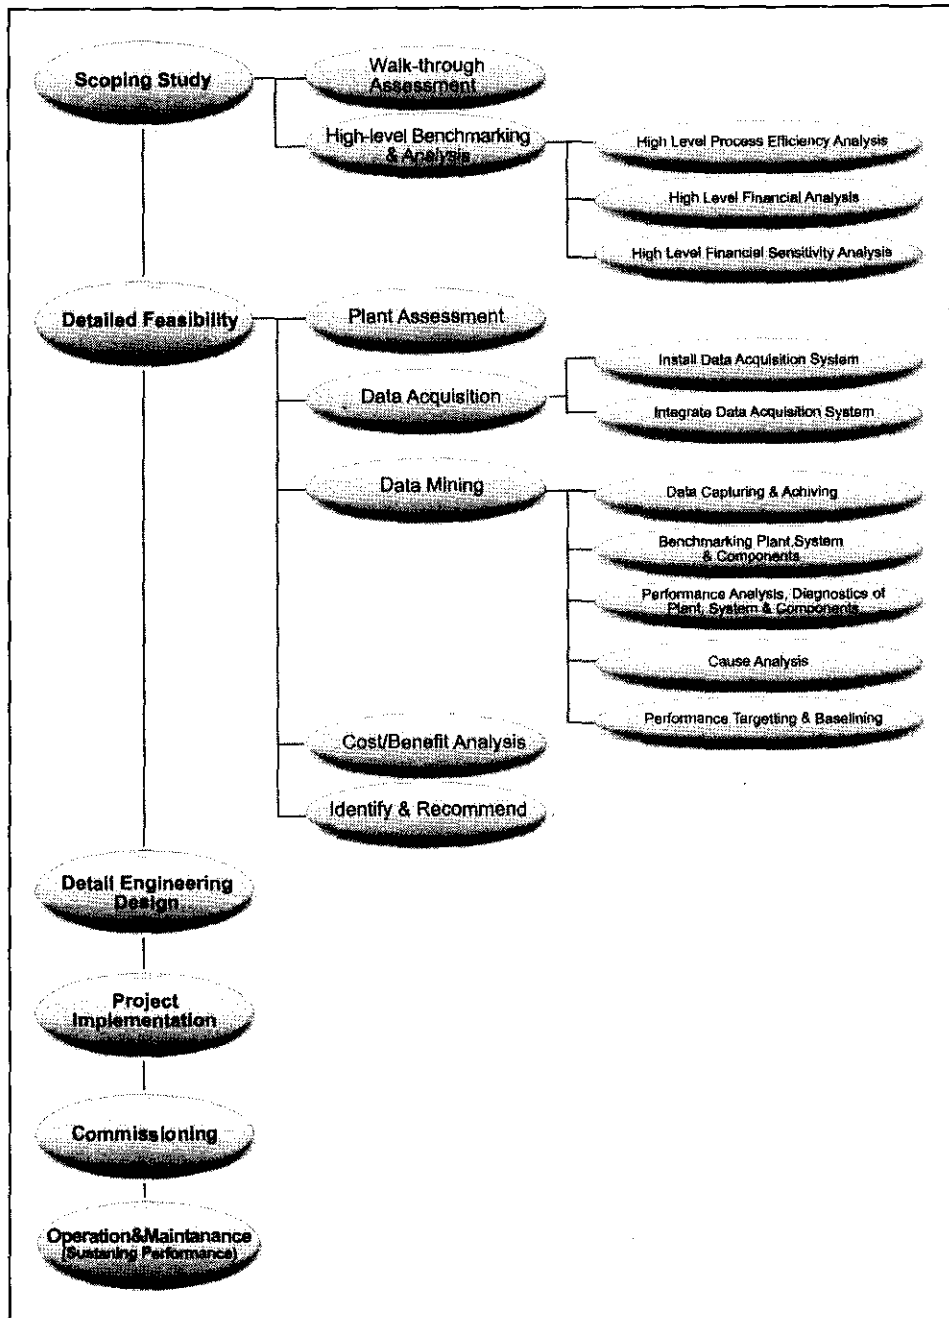 Scoping Study
Walk-through
Assessment
High-level Benchmarking
& Analysis
High Level Process Efficiency Analysis
High Level Financial Analysis
High Level Financial Sensitivity Analysis
Detailed Feasibility
Plant Assessment
Data Acquisition
Install Data Acquisition System
Integrate Data Acquisition System
Data Mining
Data Capturing & Achiving
Benchmarking Plant,System
& Components
Performance Analysis, Diagnostics of
Plant, System & Components
Cause Analysis
Performance Targetting & Baselining
Cost/Benefit Analysis
Identify & Recommend
Detail Engineering
Design
Project
Implementation
Commissioning
Operation&Maintanance
(Sustaning Performance)